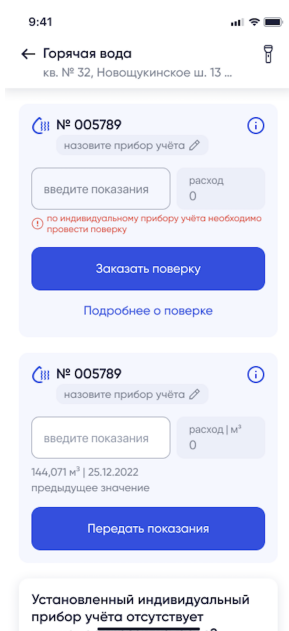 9:41
Горячая вода
кв. № 32, Новощукинское ш. 13 ...
№ 005789
назовите прибор учёта
введите показания
расход
0
по индивидуальному прибору учёта необходимо
провести поверку
Заказать поверку
Подробнее о поверке
№ 005789
назовите прибор учёта
введите показания
расход | м³
0
144,071 м³ | 25.12.2022
предыдущее значение
Передать показания
Установленный индивидуальный
прибор учёта отсутствует